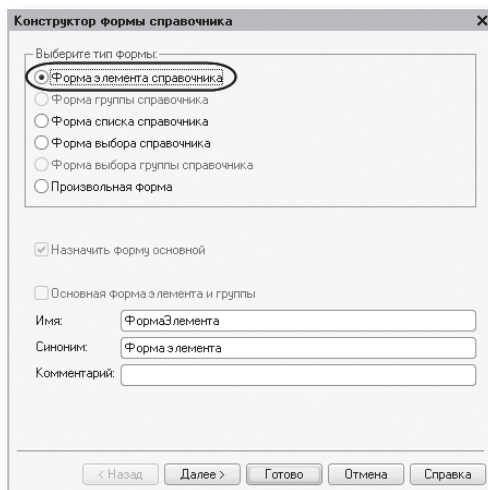 Конструктор формы справочника
Выберите тип формы:
Форма элемента справочника
Форма группы справочника
Форма списка справочника
Форма выбора справочника
Форма выбора группы справочника
Произвольная форма
Назначить форму основной
Основная форма элемента и группы
Имя: ФормаЭлемента
Синоним: Форма элемента
Комментарий:
< Назад Далее > Готово Отмена Справка